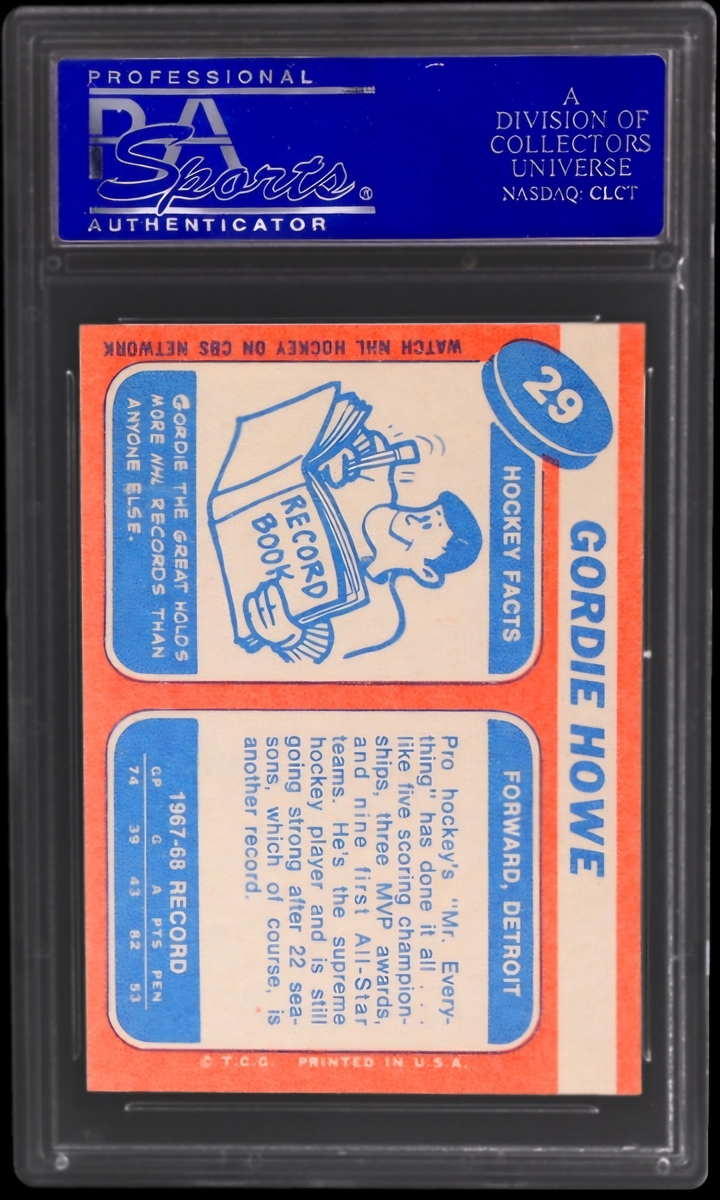 PROFESSIONAL
PSA
Sports®
AUTHENTICATOR
A
DIVISION OF
COLLECTORS
UNIVERSE
NASDAQ: CLCT
29
GORDIE HOWE
HOCKEY FACTS
RECORD
BOOK
GORDIE THE GREAT HOLDS
MORE NHL RECORDS THAN
ANYONE ELSE.
WATCH NHL HOCKEY ON CBS NETWORK
FORWARD, DETROIT
Pro hockey's "Mr. Every-
thing" has done it all . . .
like five scoring champion-
ships, three MVP awards,
and nine first All-Star
teams. He's the supreme
hockey player and is still
going strong after 22 sea-
sons, which of course, is
another record.
1967-68 RECORD
GP G A PTS PEN
74 39 43 82 53
© T.C.G. PRINTED IN U.S.A.